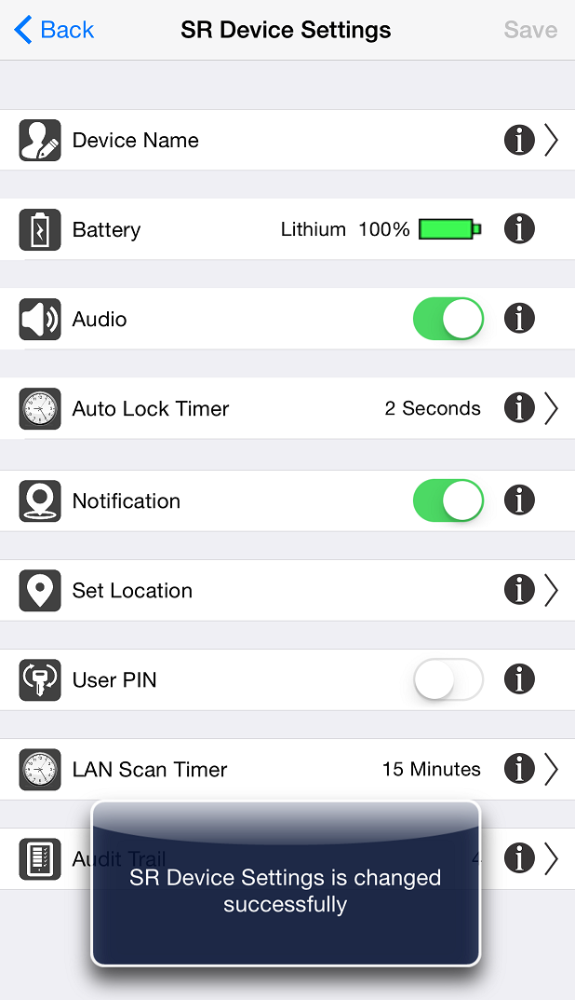 Back SR Device Settings Save
Device Name
Battery Lithium 100%
Audio
Auto Lock Timer 2 Seconds
Notification
Set Location
User PIN
LAN Scan Timer 15 Minutes
Audit Trail 4
SR Device Settings is changed
successfully